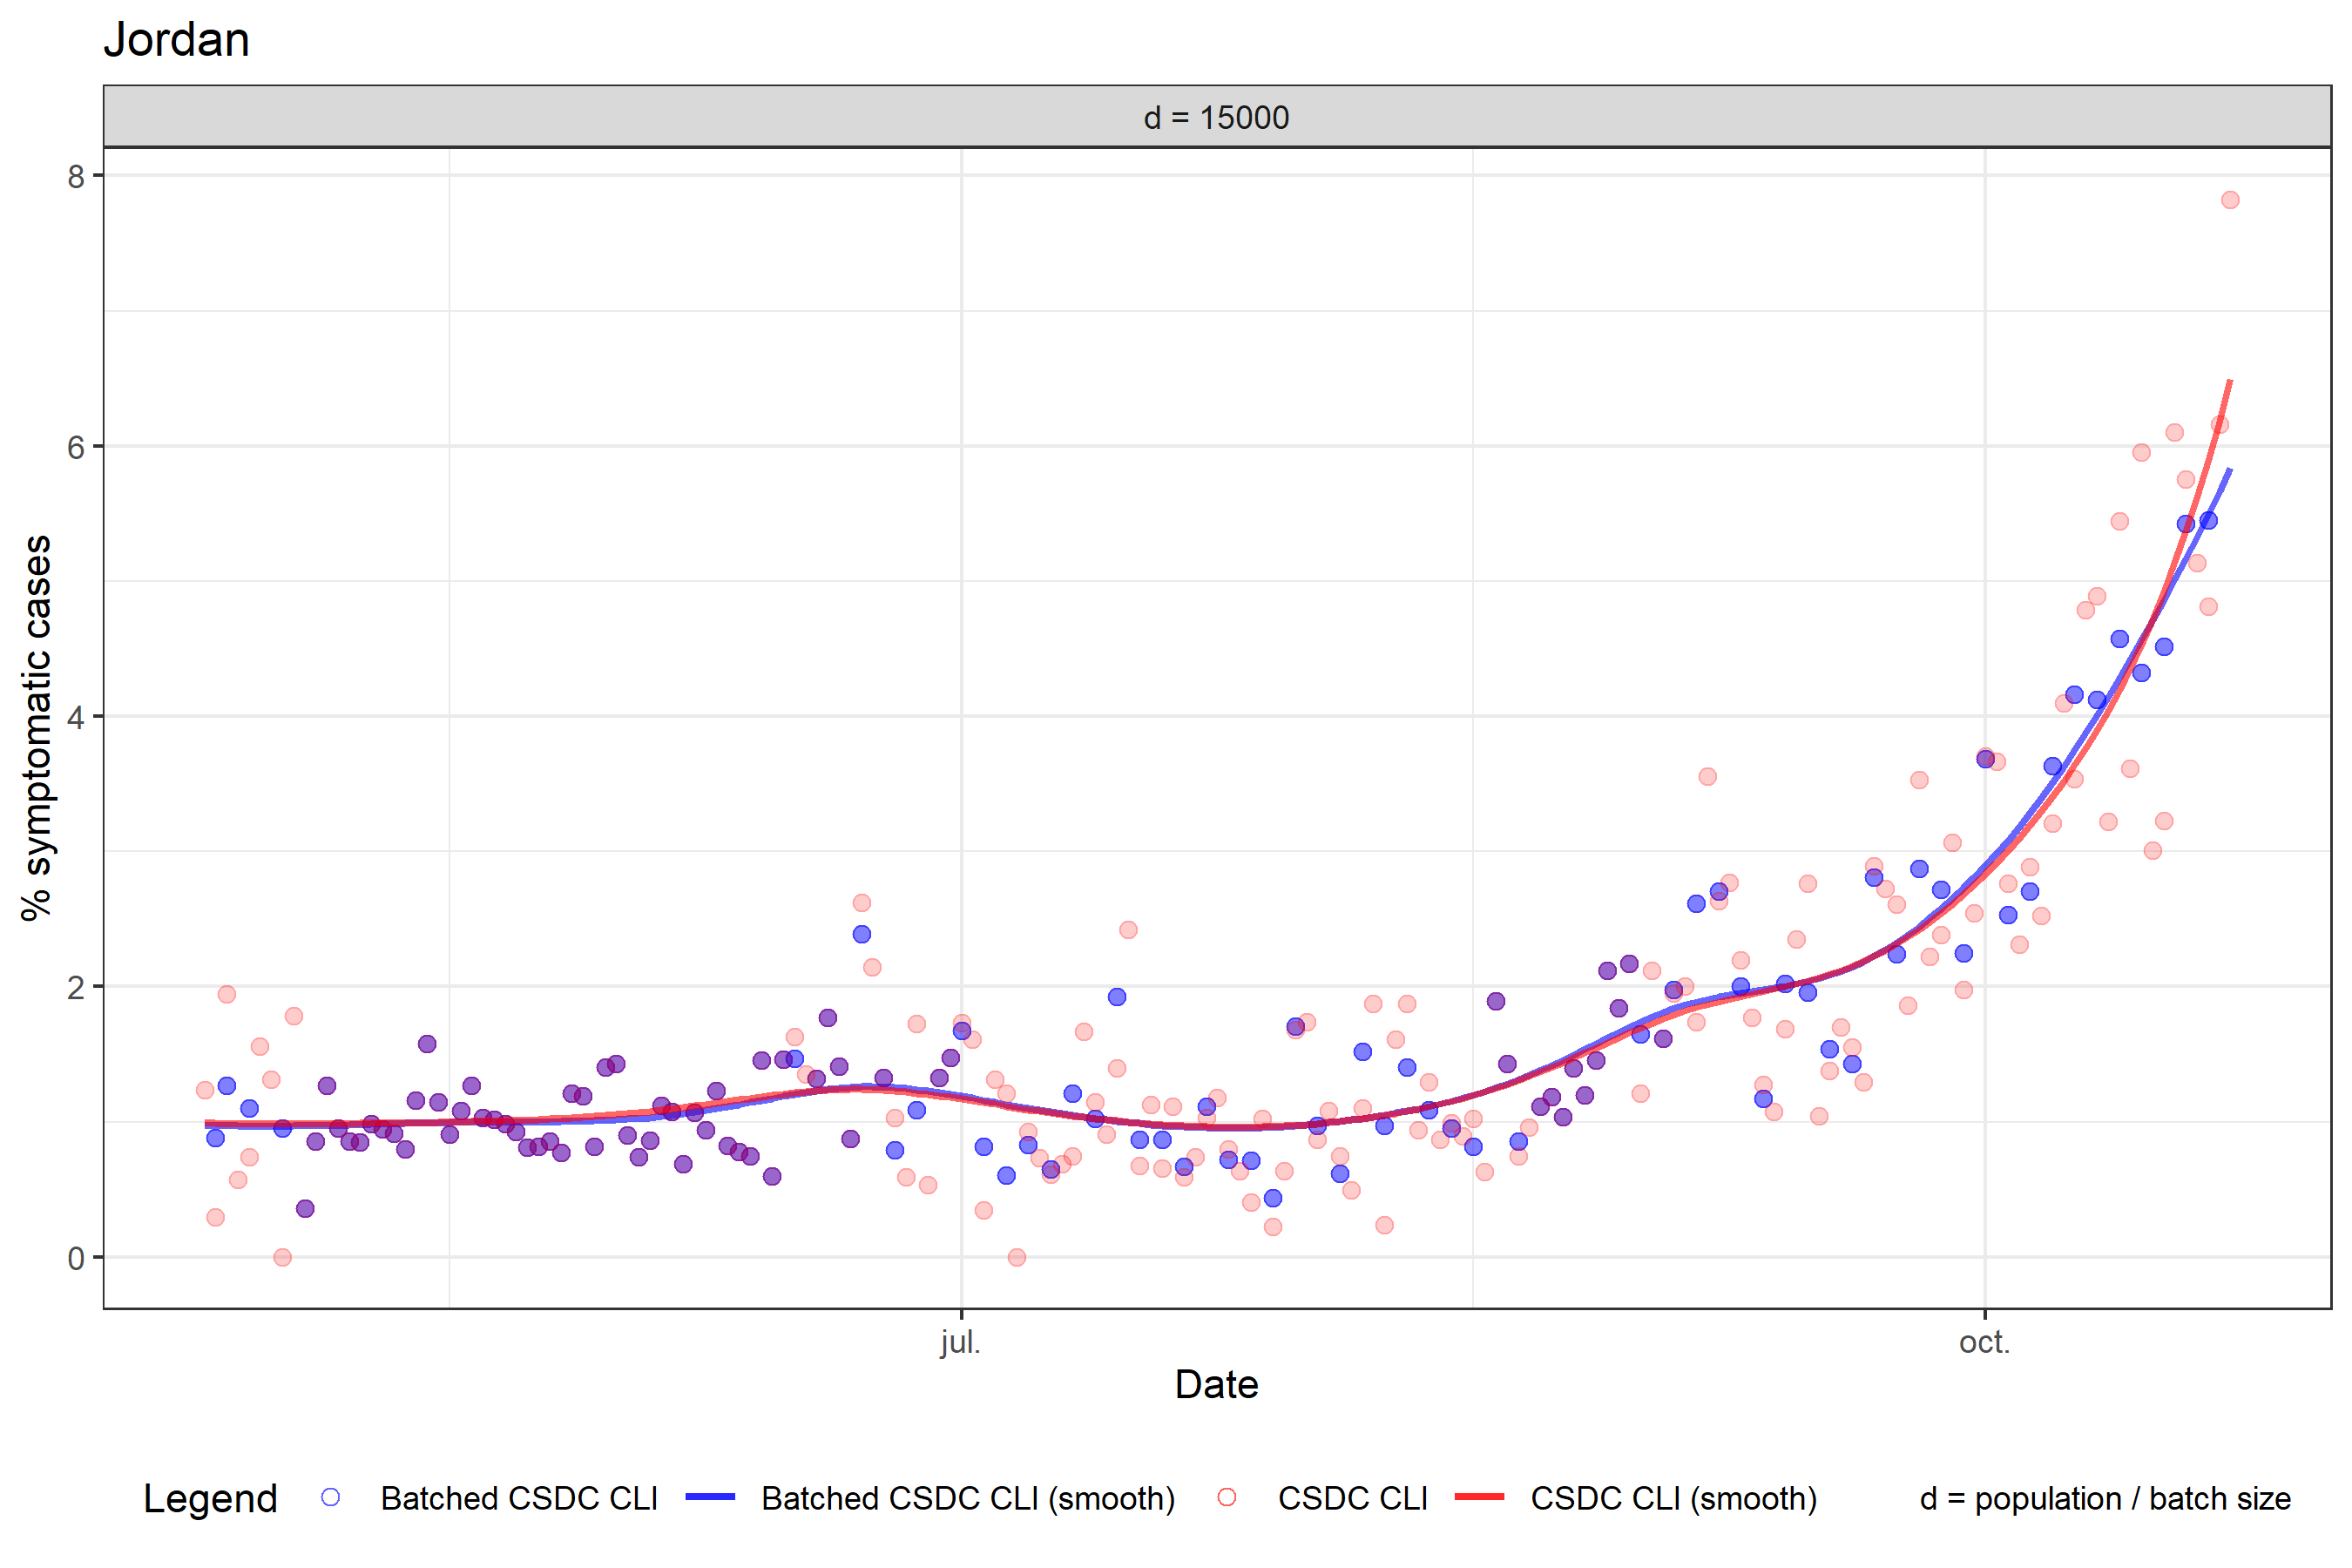 Jordan
d = 15000
% symptomatic cases
8
6
4
2
0
jul.
oct.
Date
Legend
Batched CSDC CLI
Batched CSDC CLI (smooth)
CSDC CLI
CSDC CLI (smooth)
d = population / batch size